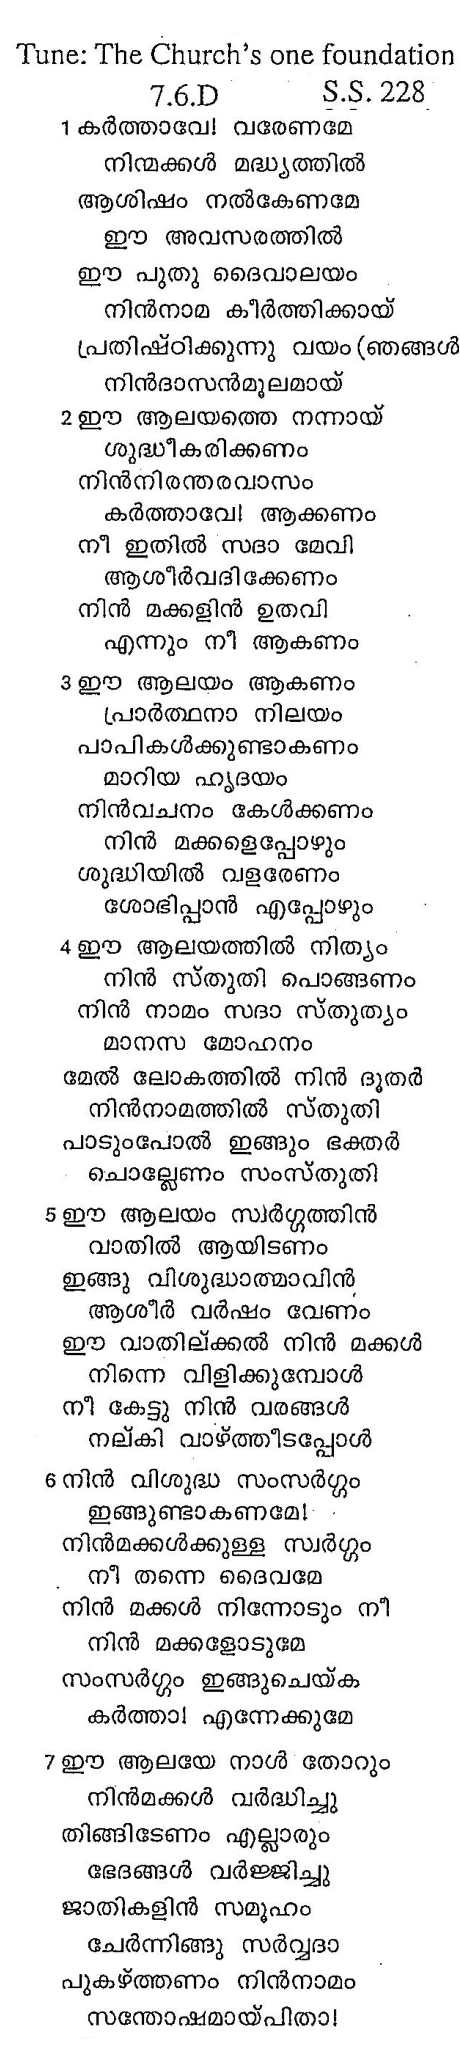 Tune: The Church's one foundation
7.6.D S.S. 228
1 കർത്താവേ! വരേണമേ
നിന്മക്കൾ മദ്ധ്യത്തിൽ
ആശിഷം നൽകേണമേ
ഈ അവസരത്തിൽ
ഈ പുതു ദൈവാലയം
നിൻനാമ കീർത്തിക്കായ്
പ്രതിഷ്ഠിക്കുന്നു വയം (ഞങ്ങൾ
നിൻദാസൻമൂലമായ്
2 ഈ ആലയത്തെ നന്നായ്
ശുദ്ധീകരിക്കണം
നിൻനിരന്തരവാസം
കർത്താവേ! ആക്കണം
നീ ഇതിൽ സദാ മേവി
ആശീർവദിക്കേണം
നിൻ മക്കളിൻ ഉതവി
എന്നും നീ ആകണം
3 ഈ ആലയം ആകണം
പ്രാർത്ഥനാ നിലയം
പാപികൾക്കുണ്ടാകണം
മാറിയ ഹൃദയം
നിൻവചനം കേൾക്കണം
നിൻ മക്കളെപ്പോഴും
ശുദ്ധിയിൽ വളരേണം
ശോഭിപ്പാൻ എപ്പോഴും
4 ഈ ആലയത്തിൽ നിത്യം
നിൻ സ്തുതി പൊങ്ങണം
നിൻ നാമം സദാ സ്തുത്യം
മാനസ മോഹനം
മേൽ ലോകത്തിൽ നിൻ ദൂതർ
നിൻനാമത്തിൽ സ്തുതി
പാടുംപോൽ ഇങ്ങും ഭക്തർ
ചൊല്ലേണം സംസ്തുതി
5 ഈ ആലയം സ്വർഗ്ഗത്തിൻ
വാതിൽ ആയിടണം
ഇങ്ങു വിശുദ്ധാത്മാവിൻ
ആശീർ വർഷം വേണം
ഈ വാതില്ക്കൽ നിൻ മക്കൾ
നിന്നെ വിളിക്കുമ്പോൾ
നീ കേട്ടു നിൻ വരങ്ങൾ
നല്കി വാഴ്ത്തീടപ്പോൾ
6 നിൻ വിശുദ്ധ സംസർഗ്ഗം
ഇങ്ങുണ്ടാകണമേ!
നിൻമക്കൾക്കുള്ള സ്വർഗ്ഗം
നീ തന്നെ ദൈവമേ
നിൻ മക്കൾ നിന്നോടും നീ
നിൻ മക്കളോടുമേ
സംസർഗ്ഗം ഇങ്ങുചെയ്ക
കർത്താ! എന്നേക്കുമേ
7 ഈ ആലയേ നാൾ തോറും
നിൻമക്കൾ വർദ്ധിച്ചു
തിങ്ങിടേണം എല്ലാരും
ഭേദങ്ങൾ വർജ്ജിച്ചു
ജാതികളിൻ സമൂഹം
ചേർന്നിങ്ങു സർവ്വദാ
പുകഴ്ത്തണം നിൻനാമം
സന്തോഷമായ്പിതാ!